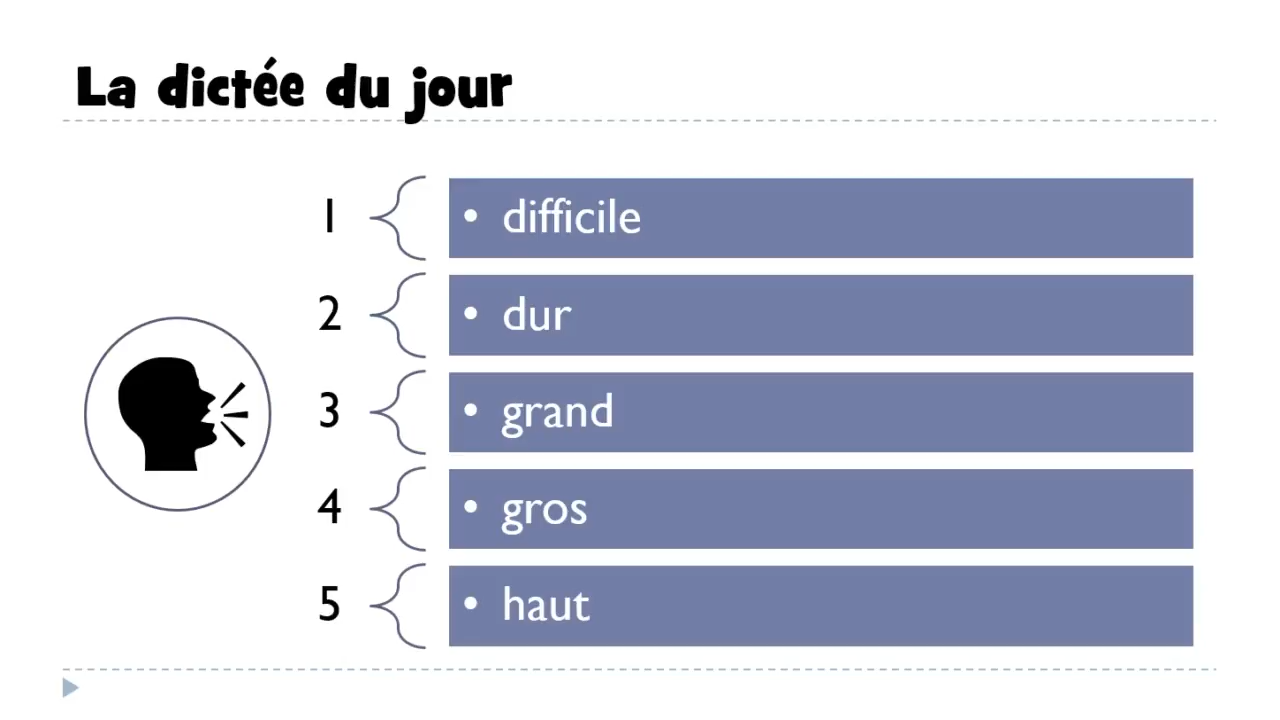 La dictée du jour
1
• difficile
2
• dur
3
• grand
4
• gros
5
• haut